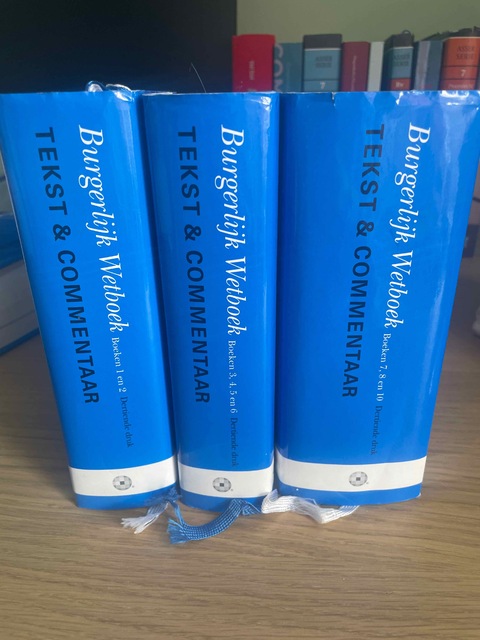 Burgerlijk Wetboek Boeken 1 en 2 Dertiende druk
TEKST & COMMENTAAR
Burgerlijk Wetboek Boeken 3, 4, 5 en 6 Dertiende druk
TEKST & COMMENTAAR
Burgerlijk Wetboek Boeken 7, 8 en 10 Dertiende druk
TEKST & COMMENTAAR